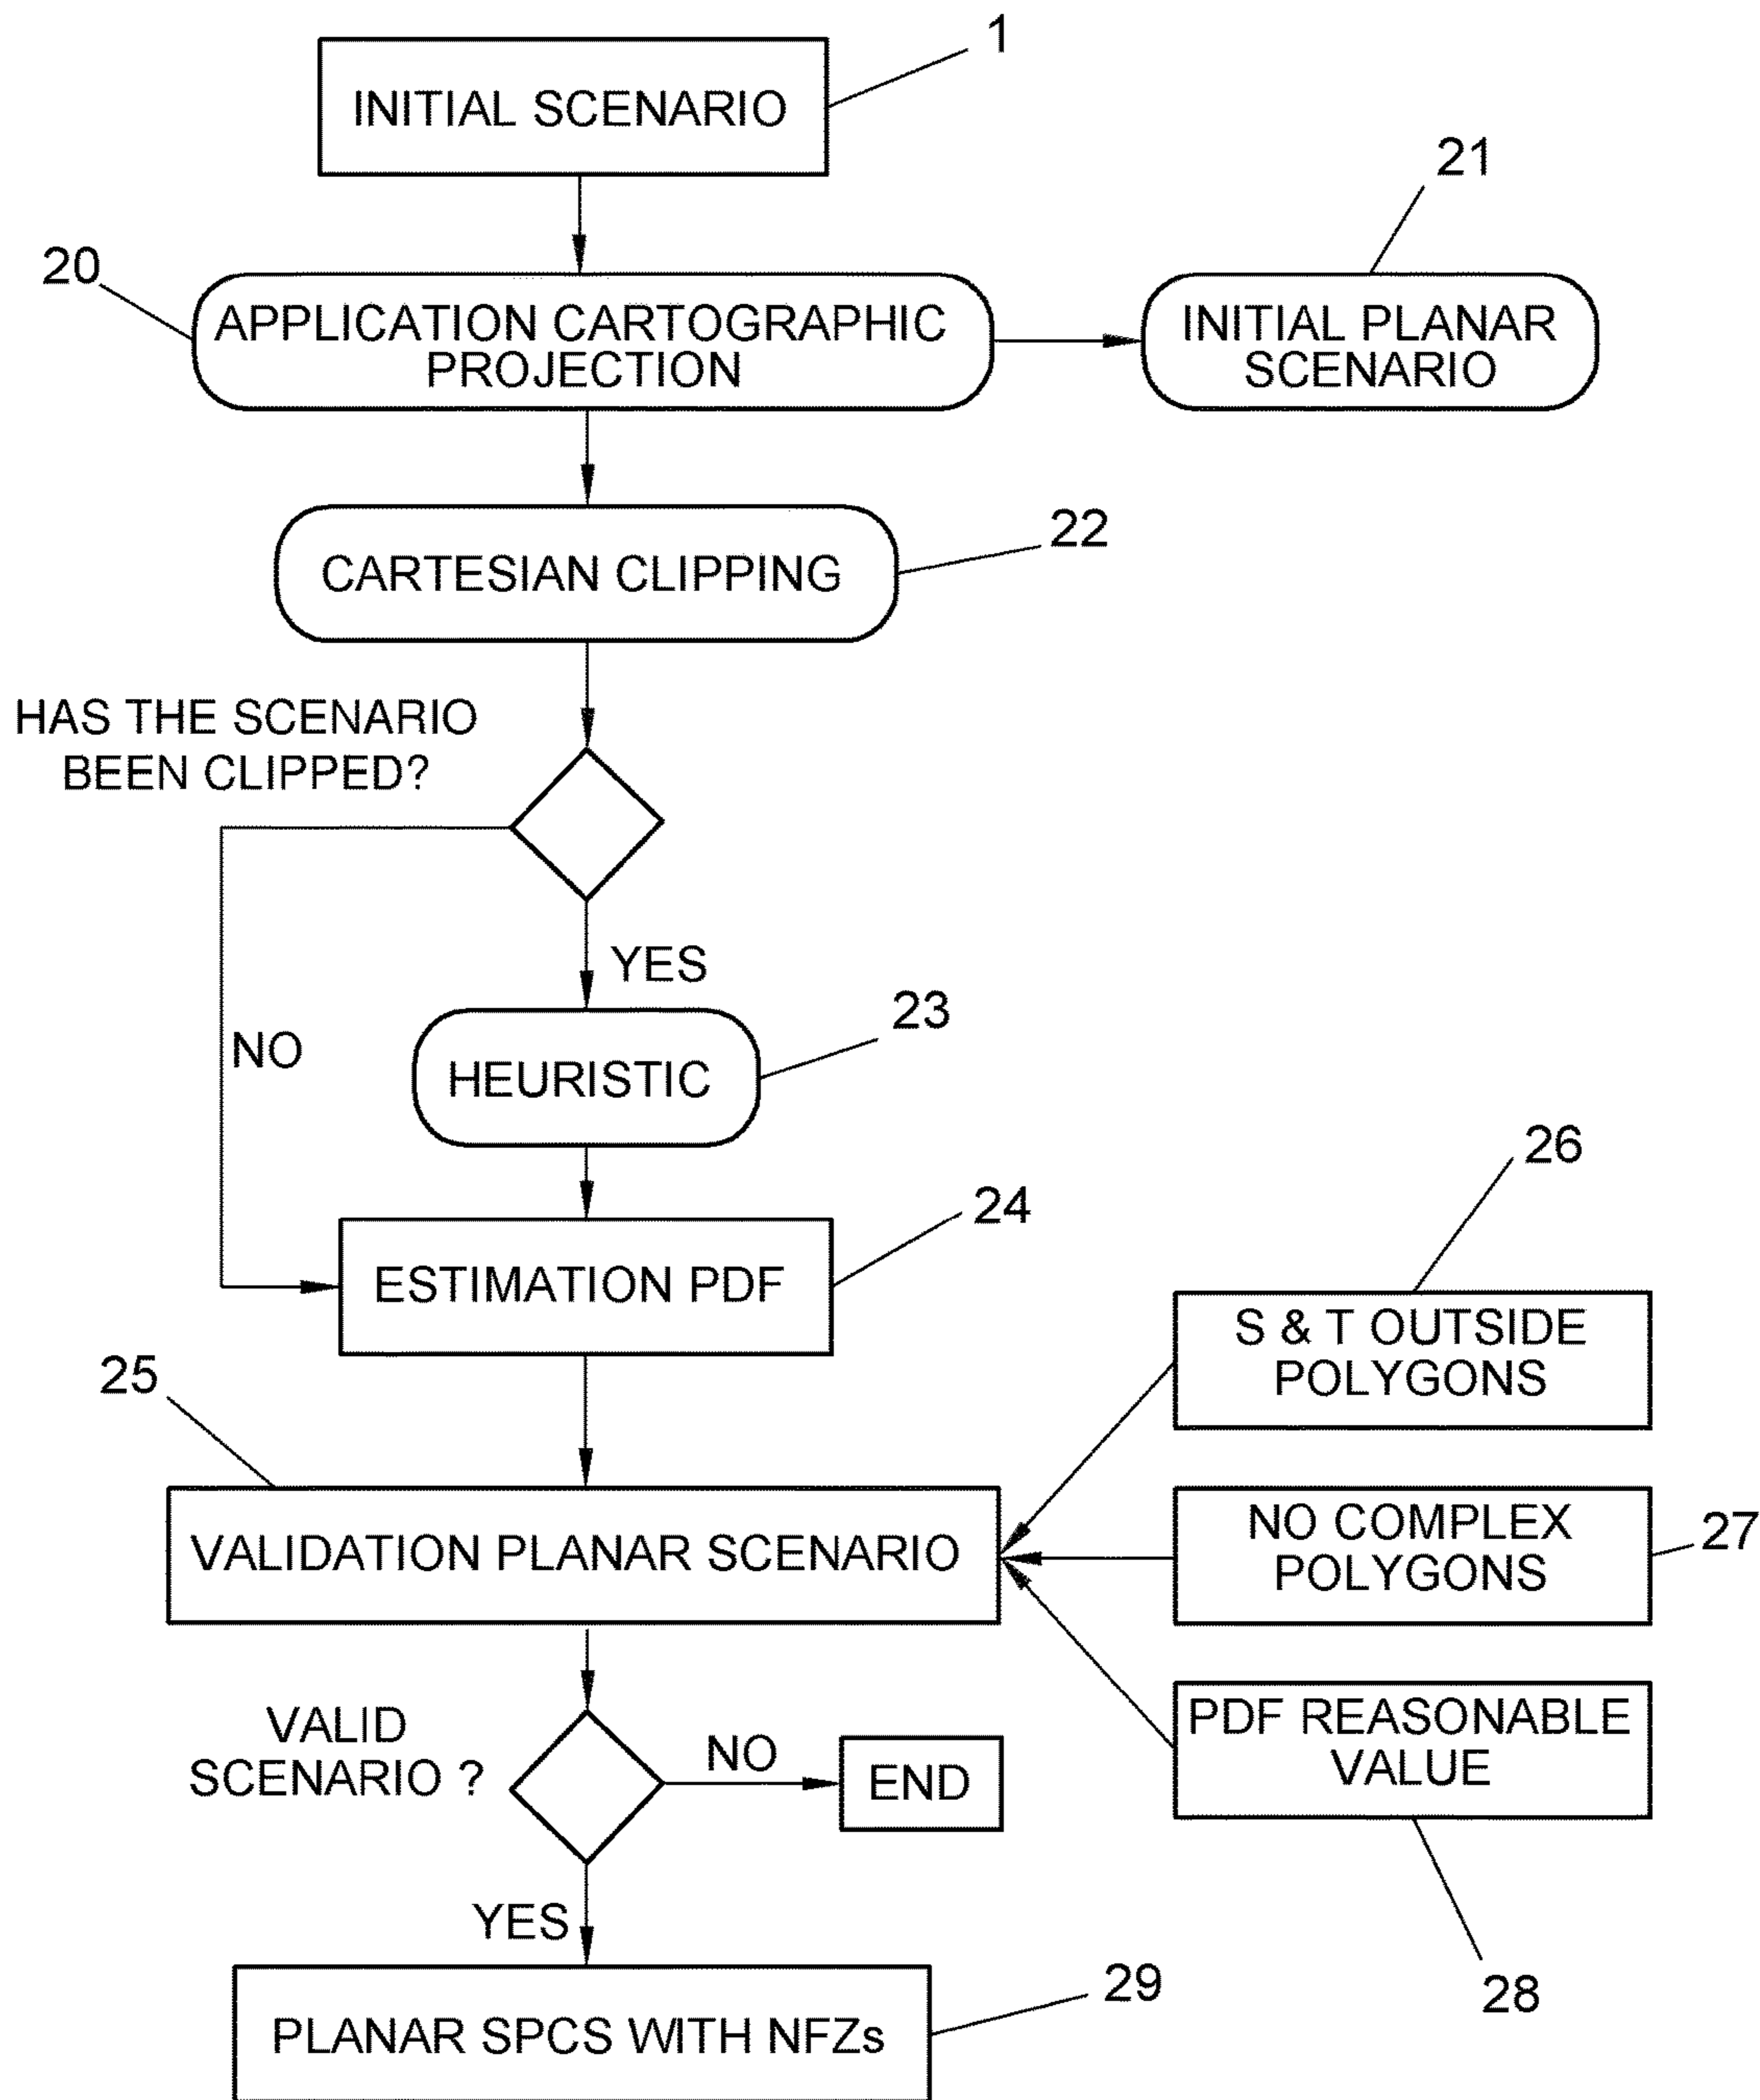 1
INITIAL SCENARIO
21
20
APPLICATION CARTOGRAPHIC
PROJECTION
INITIAL PLANAR
SCENARIO
22
CARTESIAN CLIPPING
HAS THE SCENARIO
BEEN CLIPPED?
YES
23
NO
HEURISTIC
26
24
ESTIMATION PDF
S & T OUTSIDE
POLYGONS
25
VALIDATION PLANAR SCENARIO
NO COMPLEX
POLYGONS
27
VALID
SCENARIO ?
NO
END
PDF REASONABLE
VALUE
28
YES
29
PLANAR SPCS WITH NFZs